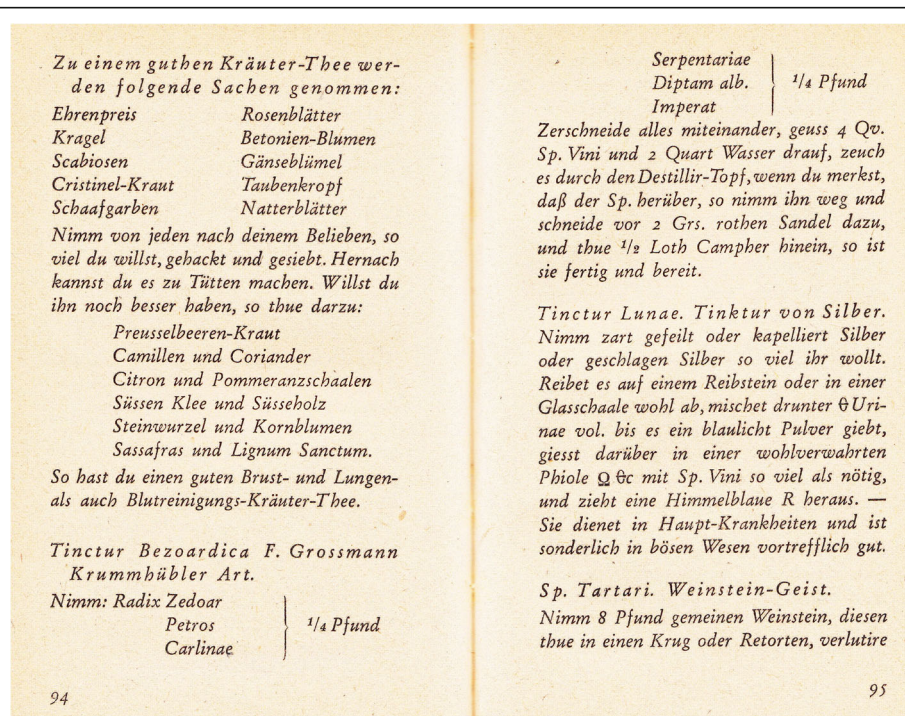 Zu einem guthen Kräuter-Thee wer-
den folgende Sachen genommen:
Ehrenpreis Rosenblätter
Kragel Betonien-Blumen
Scabiosen Gänseblümel
Cristinel-Kraut Taubenkropf
Schaafgarben Natterblätter
Nimm von jeden nach deinem Belieben, so
viel du willst, gehackt und gesiebt. Hernach
kannst du es zu Tütten machen. Willst du
ihn noch besser haben, so thue darzu:
Preusselbeeren-Kraut
Camillen und Coriander
Citron und Pommeranzschaalen
Süssen Klee und Süsseholz
Steinwurzel und Kornblumen
Sassafras und Lignum Sanctum.
So hast du einen guten Brust- und Lungen-
als auch Blutreinigungs-Kräuter-Thee.
Tinctur Bezoardica F. Grossmann
Krummhübler Art.
Nimm: Radix Zedoar
Petros 1/4 Pfund
Carlinae
94
Serpentariae
Diptam alb. 1/4 Pfund
Imperat
Zerschneide alles miteinander, geuss 4 Qv.
Sp. Vini und 2 Quart Wasser drauf, zeuch
es durch den Destillir-Topf, wenn du merkst,
daß der Sp. herüber, so nimm ihn weg und
schneide vor 2 Grs. rothen Sandel dazu,
und thue 1/2 Loth Campher hinein, so ist
sie fertig und bereit.
Tinctur Lunae. Tinktur von Silber.
Nimm zart gefeilt oder kapelliert Silber
oder geschlagen Silber so viel ihr wollt.
Reibet es auf einem Reibstein oder in einer
Glasschaale wohl ab, mischet drunter Uri-
nae vol. bis es ein blaulicht Pulver giebt,
giesst darüber in einer wohlverwahrten
Phiole Q &c mit Sp. Vini so viel als nötig,
und zieht eine Himmelblaue R heraus. —
Sie dienet in Haupt-Krankheiten und ist
sonderlich in bösen Wesen vortrefflich gut.
Sp. Tartari. Weinstein-Geist.
Nimm 8 Pfund gemeinen Weinstein, diesen
thue in einen Krug oder Retorten, verlutire
95